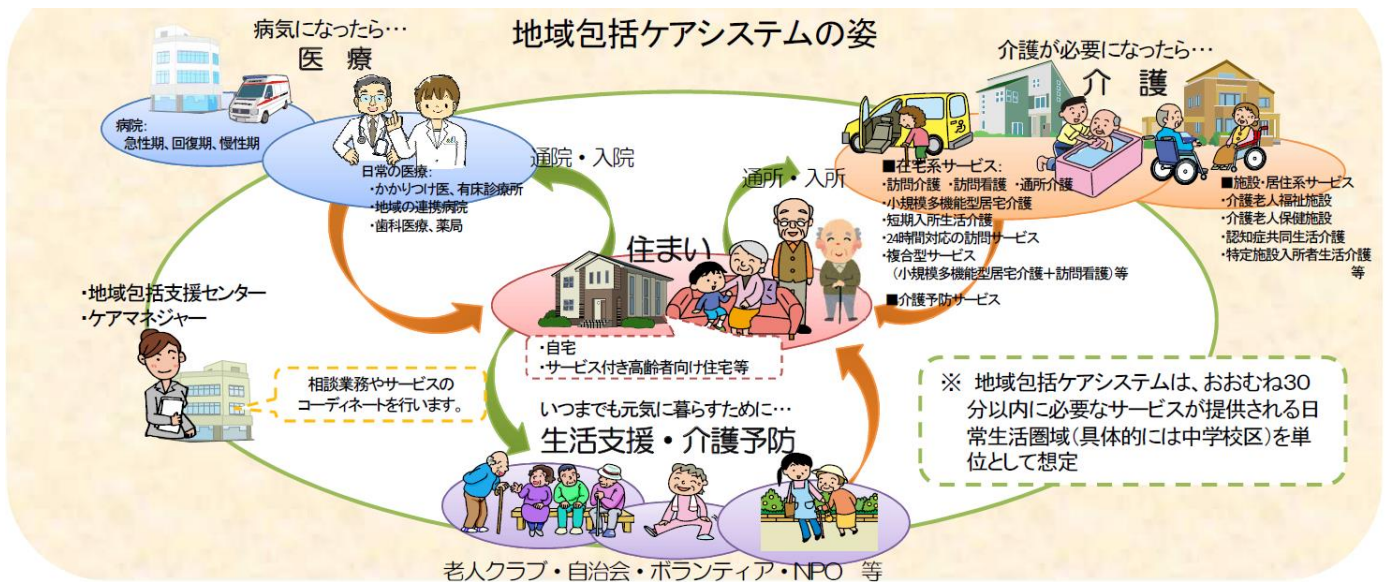 地域包括ケアシステムの姿
病気になったら…
医 療
病院:
急性期、回復期、慢性期
日常の医療:
・かかりつけ医、有床診療所
・地域の連携病院
・歯科医療、薬局
通院・入院
通所・入所
介護が必要になったら…
介 護
■在宅系サービス:
・訪問介護 ・訪問看護 ・通所介護
・小規模多機能型居宅介護
・短期入所生活介護
・24時間対応の訪問サービス
・複合型サービス
(小規模多機能型居宅介護+訪問看護)等
■介護予防サービス
■施設・居住系サービス
・介護老人福祉施設
・介護老人保健施設
・認知症共同生活介護
・特定施設入所者生活介護
等
住まい
・自宅
・サービス付き高齢者向け住宅等
・地域包括支援センター
・ケアマネジャー
相談業務やサービスの
コーディネートを行います。
いつまでも元気に暮らすために…
生活支援・介護予防
老人クラブ・自治会・ボランティア・NPO 等
※ 地域包括ケアシステムは、おおむね30
分以内に必要なサービスが提供される日
常生活圏域(具体的には中学校区)を単
位として想定